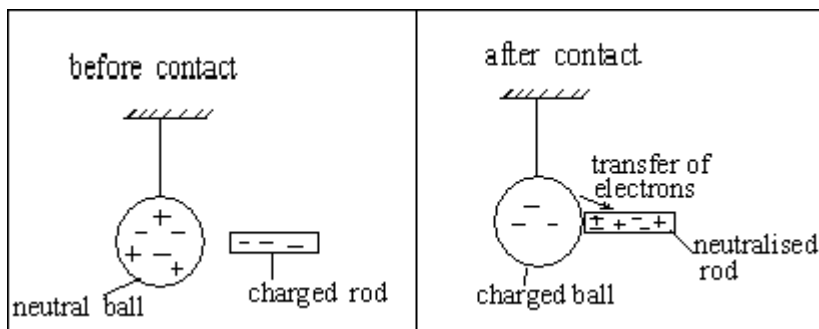 before contact
neutral ball
charged rod
after contact
transfer of
electrons
neutralised
rod
charged ball